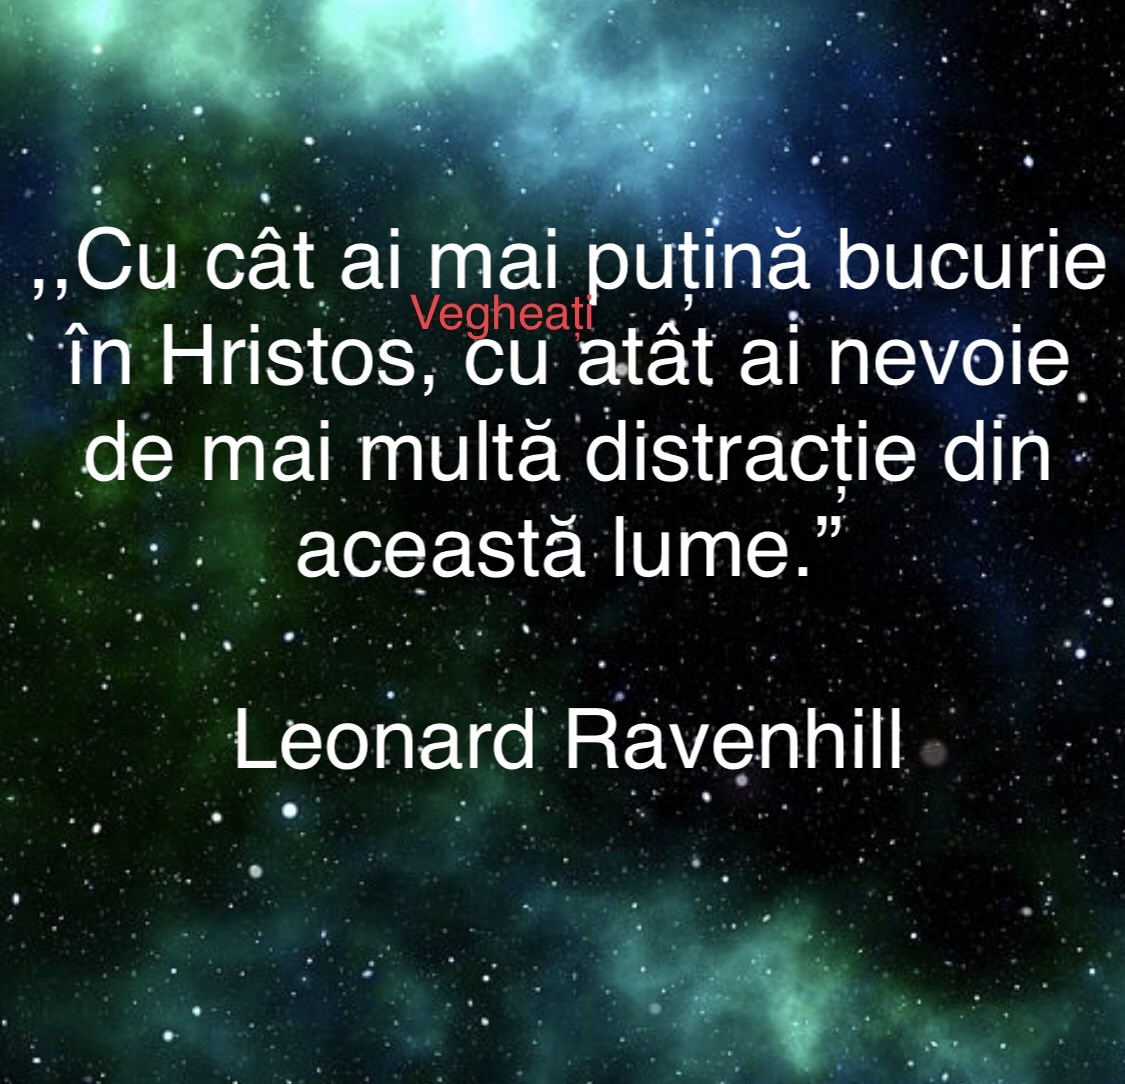 ,,Cu cât ai mai puțină bucurie
Vegheați
în Hristos, cu atât ai nevoie
de mai multă distracție din
această lume.”
Leonard Ravenhill